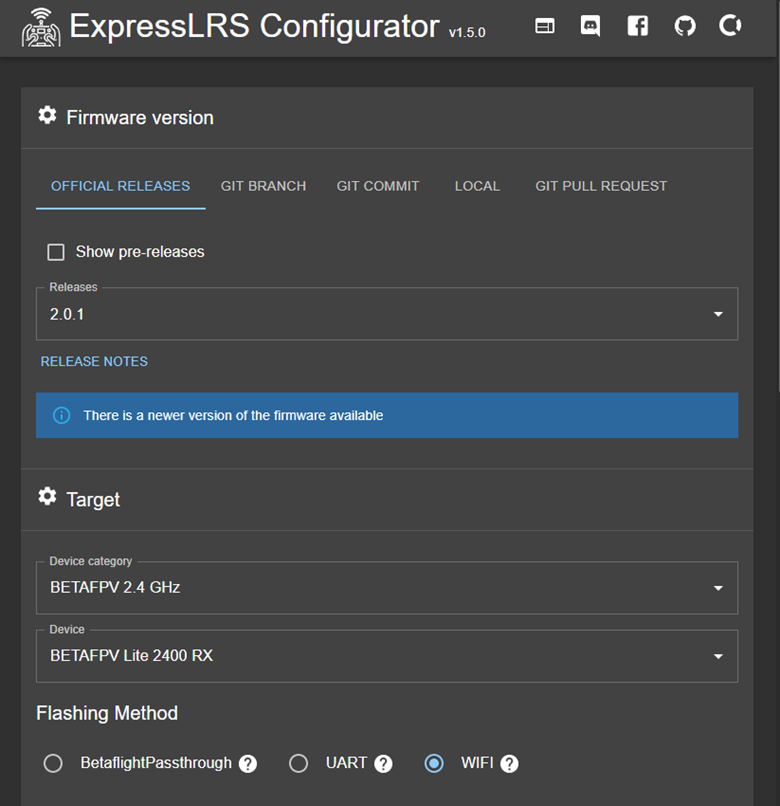 ExpressLRS Configurator v1.5.0
Firmware version
OFFICIAL RELEASES GIT BRANCH GIT COMMIT LOCAL GIT PULL REQUEST
Show pre-releases
Releases
2.0.1
RELEASE NOTES
There is a newer version of the firmware available
Target
Device category
BETAFPV 2.4 GHz
Device
BETAFPV Lite 2400 RX
Flashing Method
BetaflightPassthrough ? UART ? WIFI ?